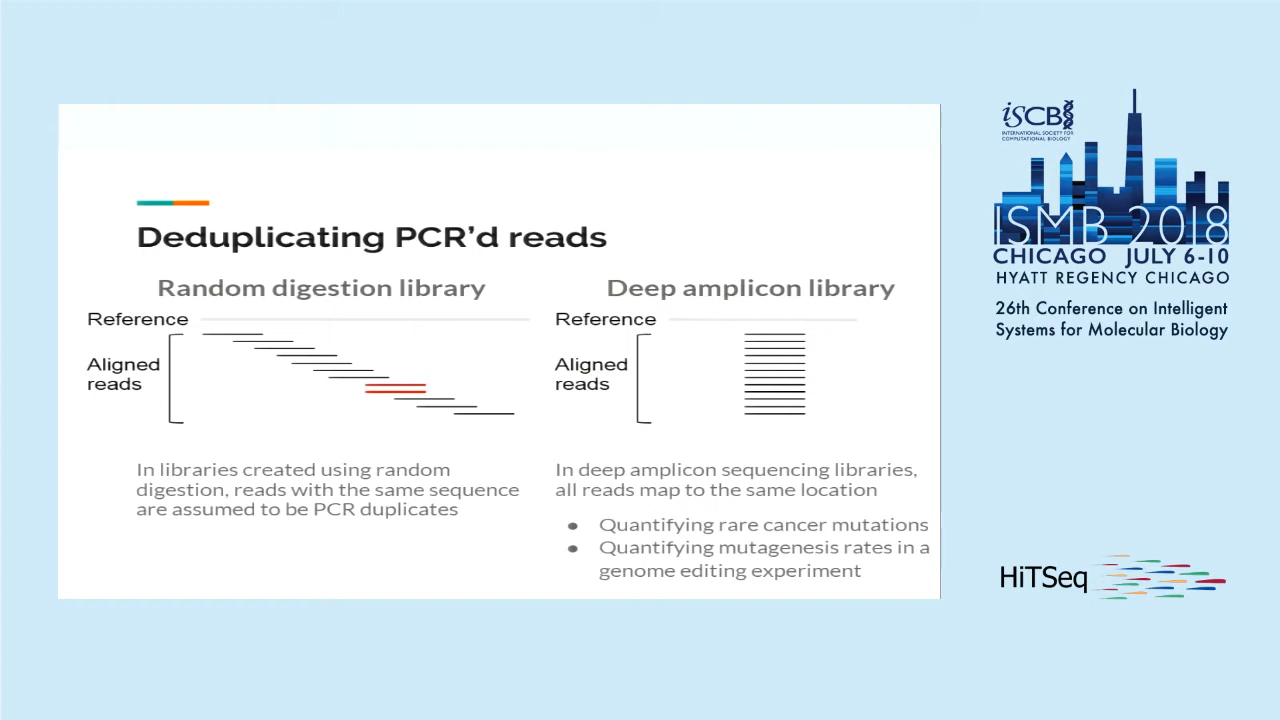 Deduplicating PCR'd reads
Random digestion library
Reference
Aligned
reads
In libraries created using random
digestion, reads with the same sequence
are assumed to be PCR duplicates
Deep amplicon library
Reference
Aligned
reads
In deep amplicon sequencing libraries,
all reads map to the same location
● Quantifying rare cancer mutations
● Quantifying mutagenesis rates in a
genome editing experiment
iSCB
INTERNATIONAL SOCIETY FOR
COMPUTATIONAL BIOLOGY
ISMB 2018
CHICAGO JULY 6-10
HYATT REGENCY CHICAGO
26th Conference on Intelligent
Systems for Molecular Biology
HiTSeq